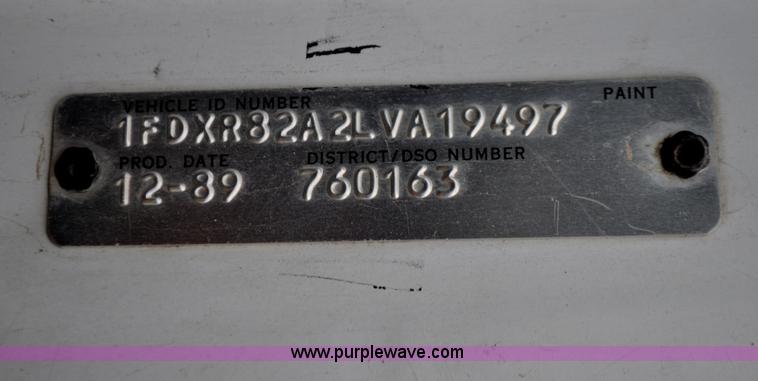 VEHICLE ID NUMBER PAINT
1FDXR82A2LVA19497
PROD. DATE DISTRICT/DSO NUMBER
12-89 760163
www.purplewave.com